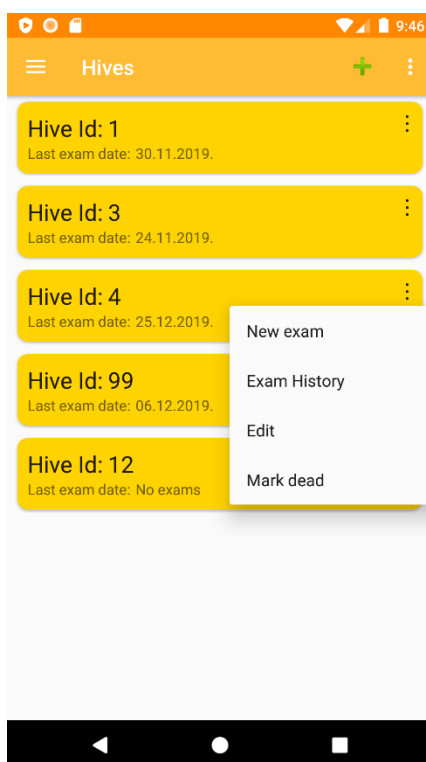 9:46
Hives
Hive Id: 1
Last exam date: 30.11.2019.
Hive Id: 3
Last exam date: 24.11.2019.
Hive Id: 4
Last exam date: 25.12.2019.
Hive Id: 99
Last exam date: 06.12.2019.
Hive Id: 12
Last exam date: No exams
New exam
Exam History
Edit
Mark dead